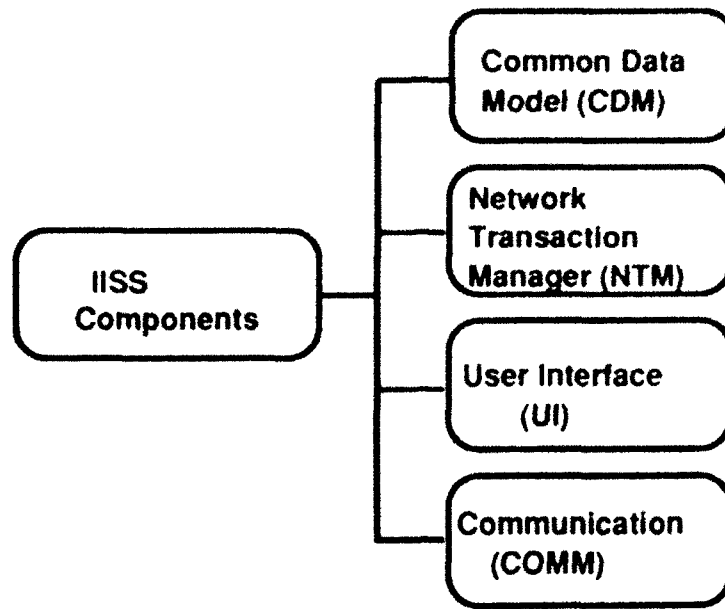 IISS
Components
Common Data
Model (CDM)
Network
Transaction
Manager (NTM)
User Interface
(UI)
Communication
(COMM)